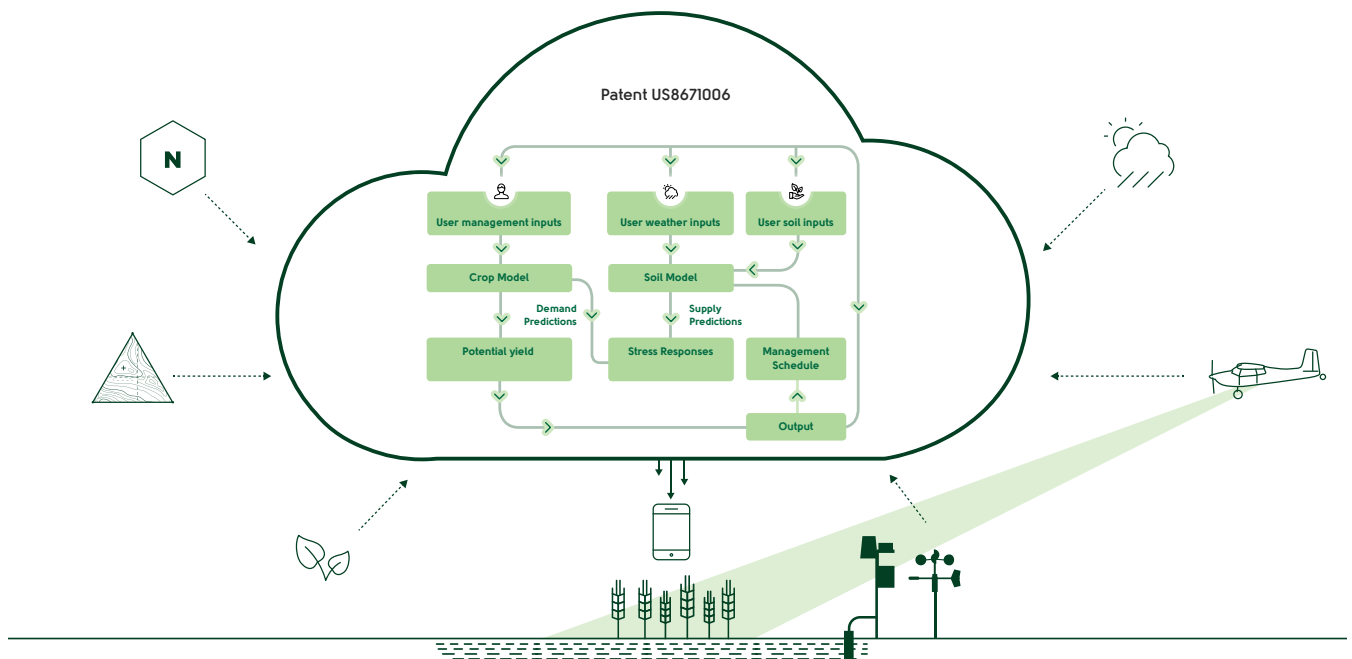 Patent US8671006
N
User management inputs
User weather inputs
User soil inputs
Crop Model
Soil Model
Demand
Predictions
Supply
Predictions
Potential yield
Stress Responses
Management
Schedule
Output